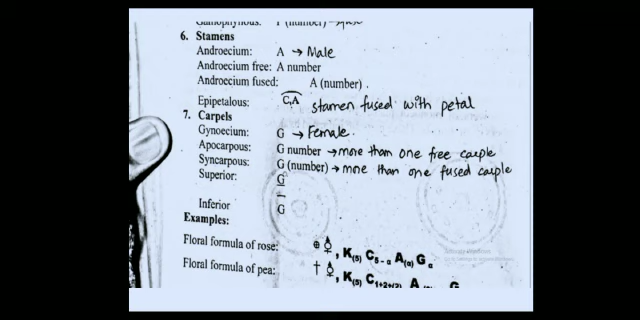 6. Stamens
Androecium: A → Male
Androecium free: A number
Androecium fused: A (number).
Epipetalous: C,A stamen fused with petal
7. Carpels
Gynoecium: G → Female.
Apocarpous: G number → more than one free carple
Syncarpous: G (number) → more than one fused carple
Superior: G
Inferior G
Examples:
Floral formula of rose: ⊕ ⚥, K(5) C5-α A(α) Gα
Floral formula of pea: † ⚥, K(5) C1+2+(2) A